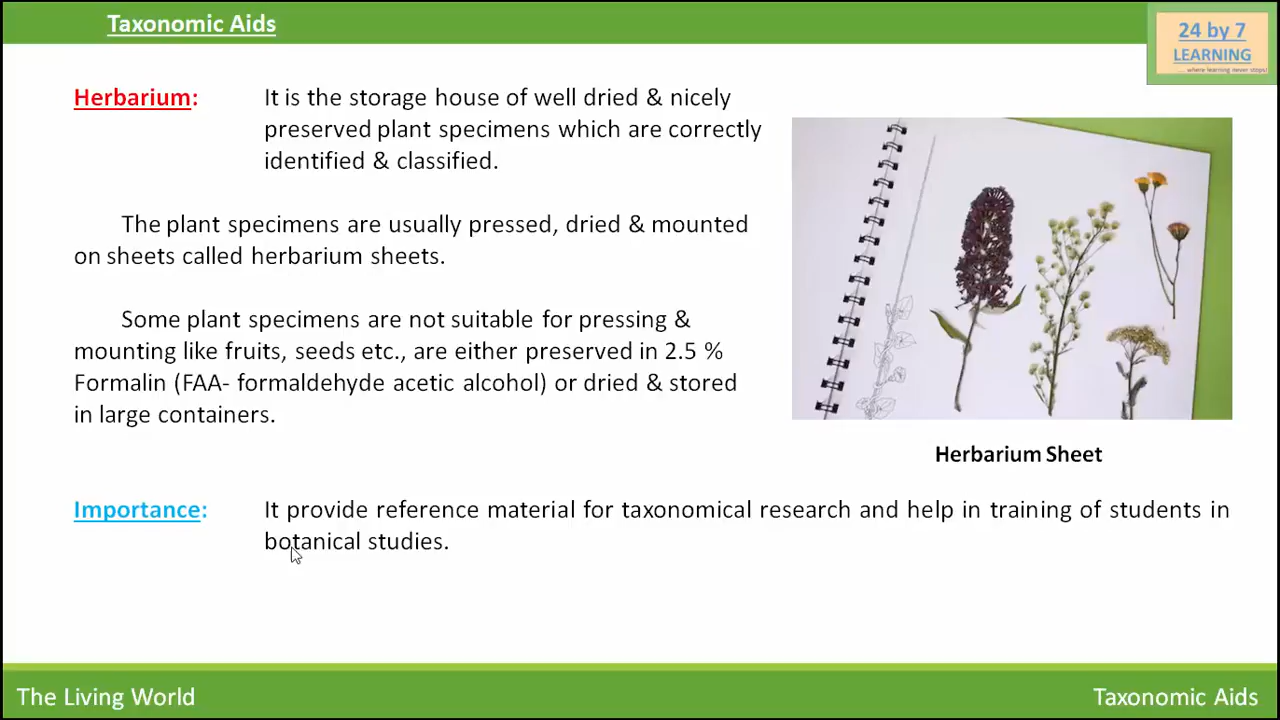 Taxonomic Aids
24 by 7
LEARNING
.... where learning never stops!
Herbarium:
It is the storage house of well dried & nicely
preserved plant specimens which are correctly
identified & classified.
The plant specimens are usually pressed, dried & mounted
on sheets called herbarium sheets.
Some plant specimens are not suitable for pressing &
mounting like fruits, seeds etc., are either preserved in 2.5 %
Formalin (FAA- formaldehyde acetic alcohol) or dried & stored
in large containers.
Herbarium Sheet
Importance:
It provide reference material for taxonomical research and help in training of students in
botanical studies.
The Living World
Taxonomic Aids